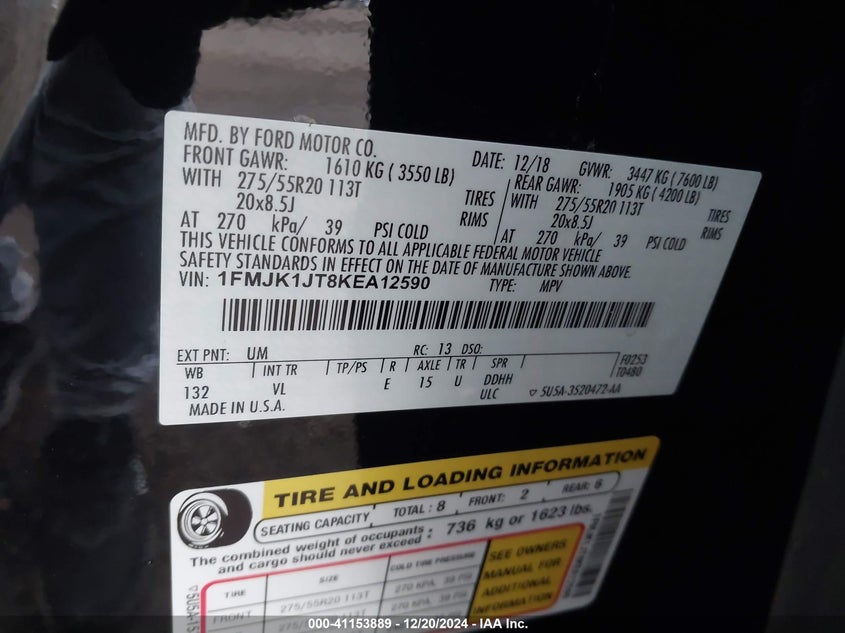 MFD. BY FORD MOTOR CO.
DATE: 12/18 GVWR: 3447 KG ( 7600 LB)
FRONT GAWR: 1610 KG ( 3550 LB)
WITH 275/55R20 113T TIRES
20x8.5J RIMS
AT 270 kPa/ 39 PSI COLD
REAR GAWR: 1905 KG ( 4200 LB)
WITH 275/55R20 113T TIRES
20x8.5J RIMS
AT 270 kPa/ 39 PSI COLD
THIS VEHICLE CONFORMS TO ALL APPLICABLE FEDERAL MOTOR VEHICLE
SAFETY STANDARDS IN EFFECT ON THE DATE OF MANUFACTURE SHOWN ABOVE.
VIN: 1FMJK1JT8KEA12590 TYPE: MPV
EXT PNT: UM RC: 13 DSO:
WB INT TR TP/PS R AXLE TR SPR F0253
T0480
132 VL E 15 U DDHH
ULC
MADE IN U.S.A. 5U5A-3520472-AA
TIRE AND LOADING INFORMATION
SEATING CAPACITY TOTAL : 8 FRONT: 2 REAR: 6
The combined weight of occupants
and cargo should never exceed : 736 kg or 1623 lbs.
TIRE SIZE COLD TIRE PRESSURE
FRONT 275/55R20 113T 270 KPA, 39 PSI
SEE OWNERS
MANUAL FOR
ADDITIONAL
INFORMATION
000-41153889 - 12/20/2024 - IAA Inc.